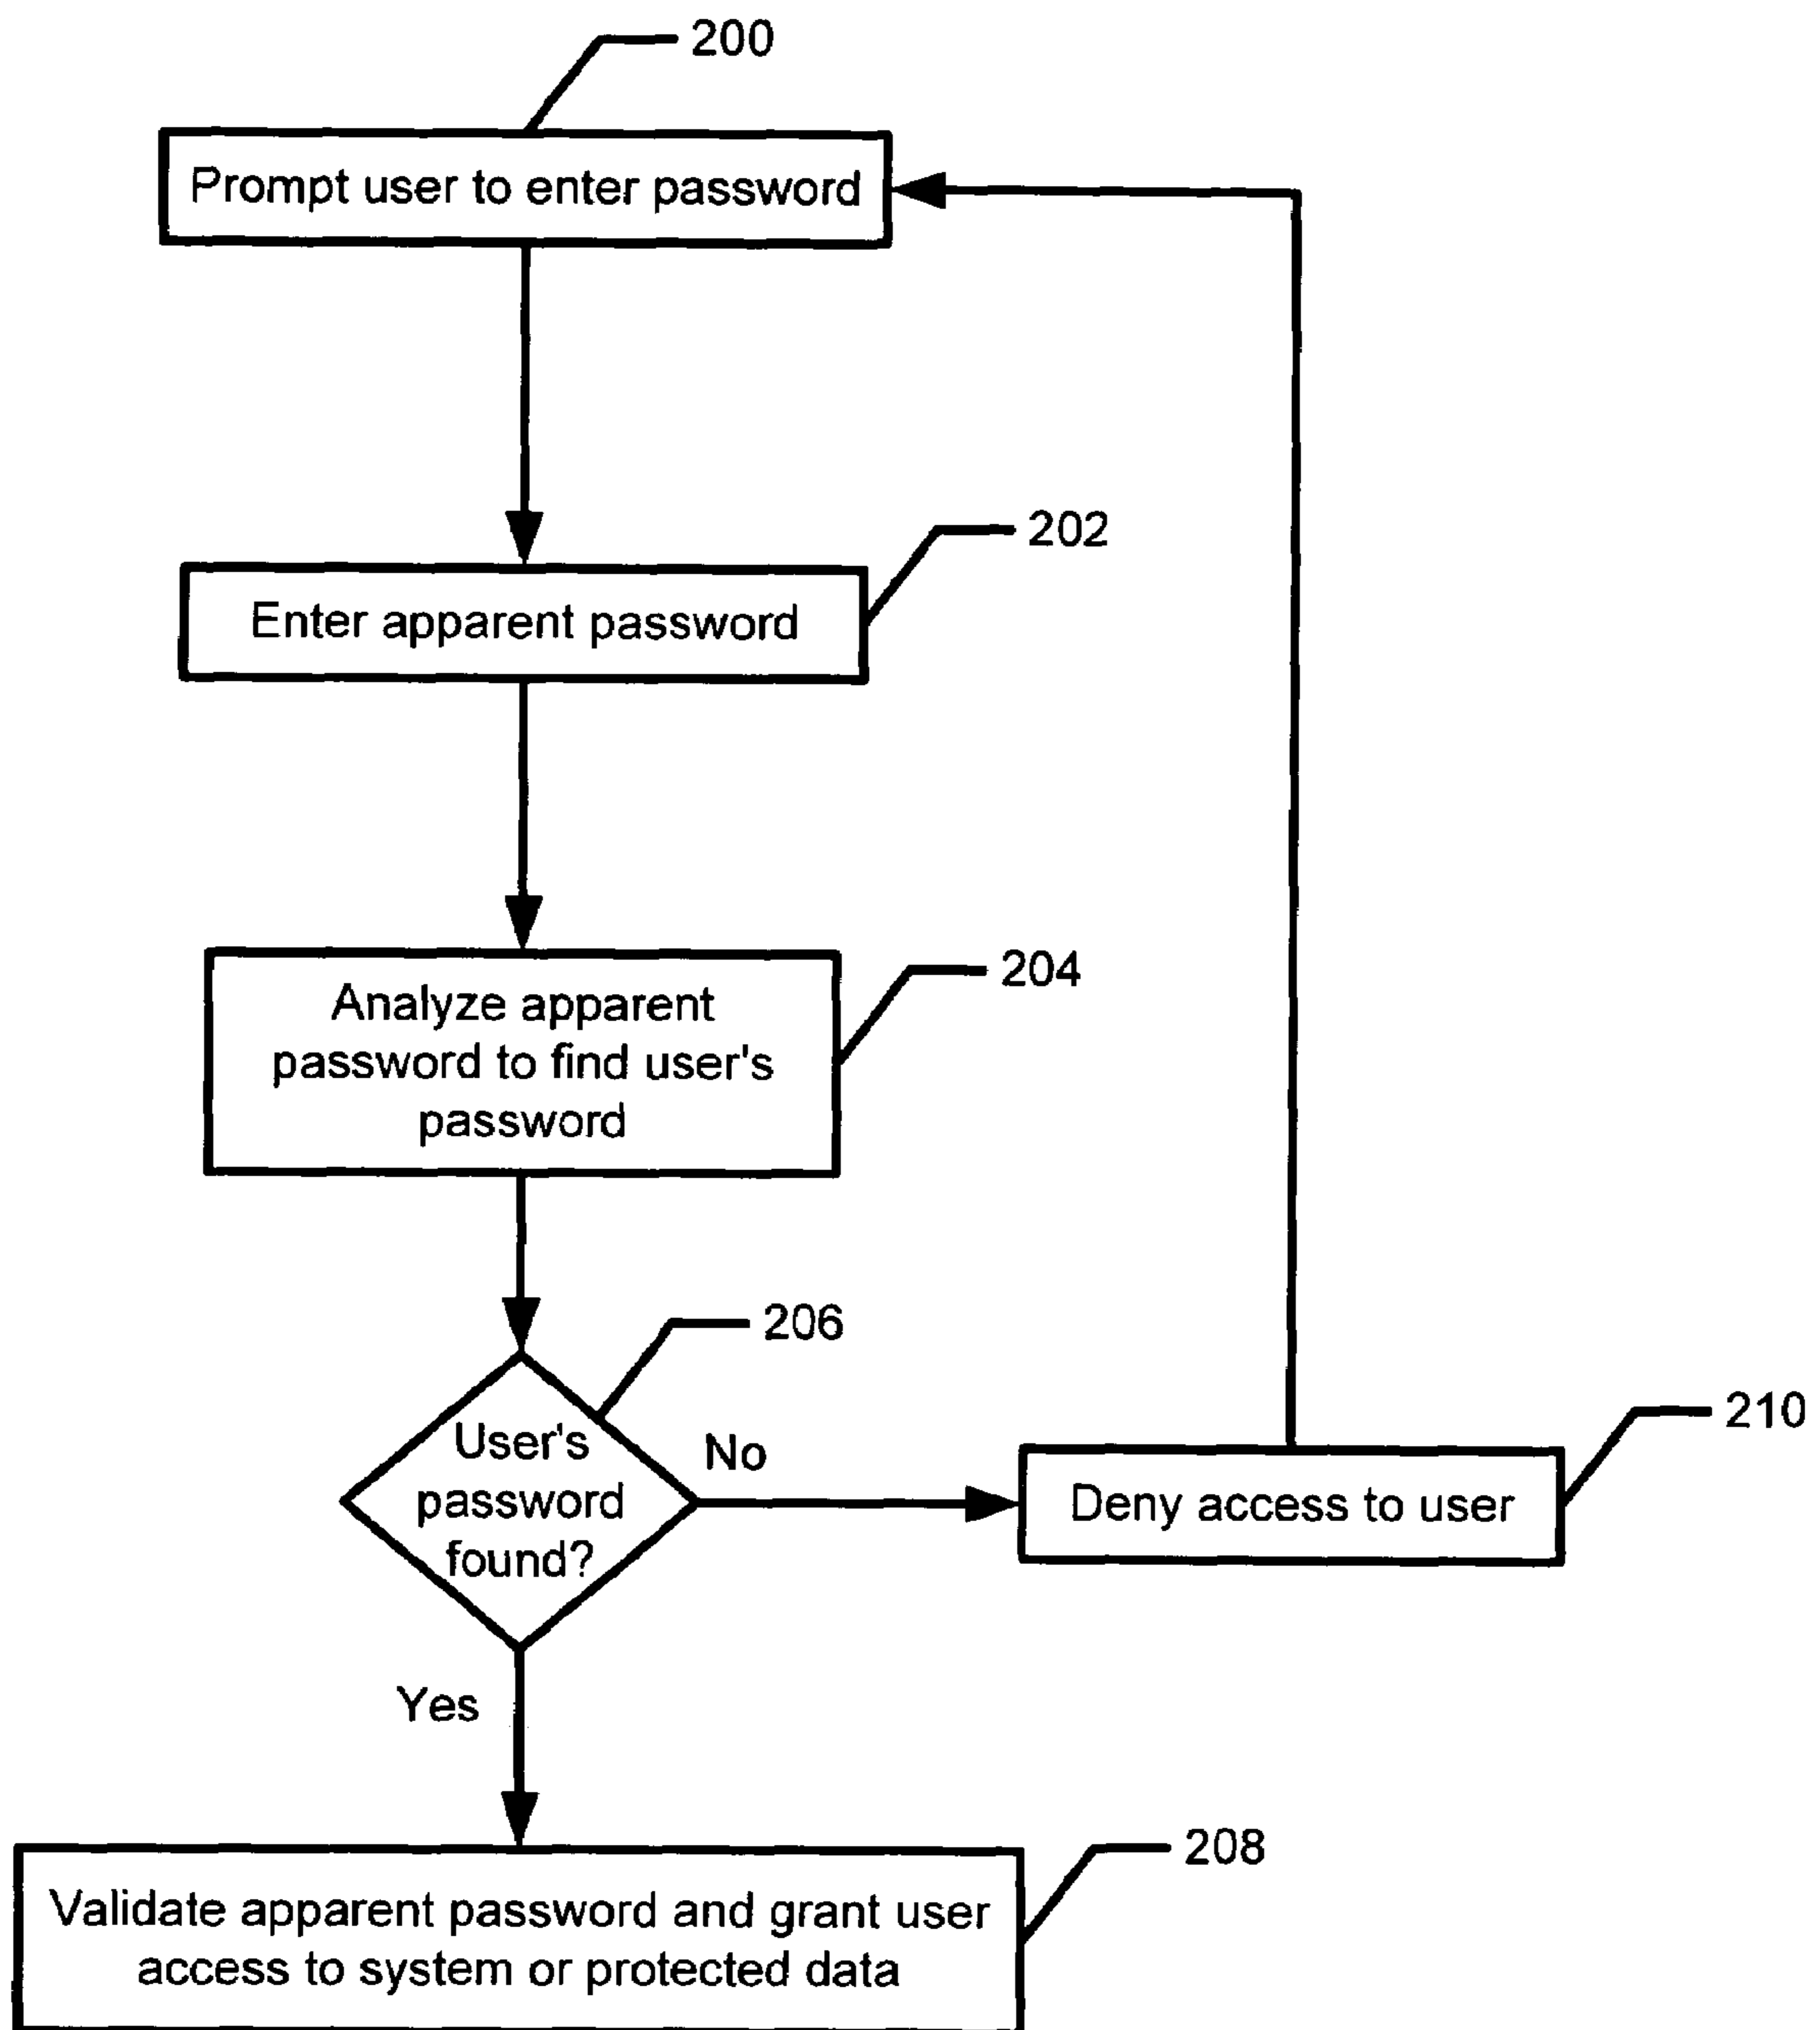 200
Prompt user to enter password
202
Enter apparent password
204
Analyze apparent
password to find user's
password
206
User's
password
found?
No
210
Deny access to user
Yes
208
Validate apparent password and grant user
access to system or protected data